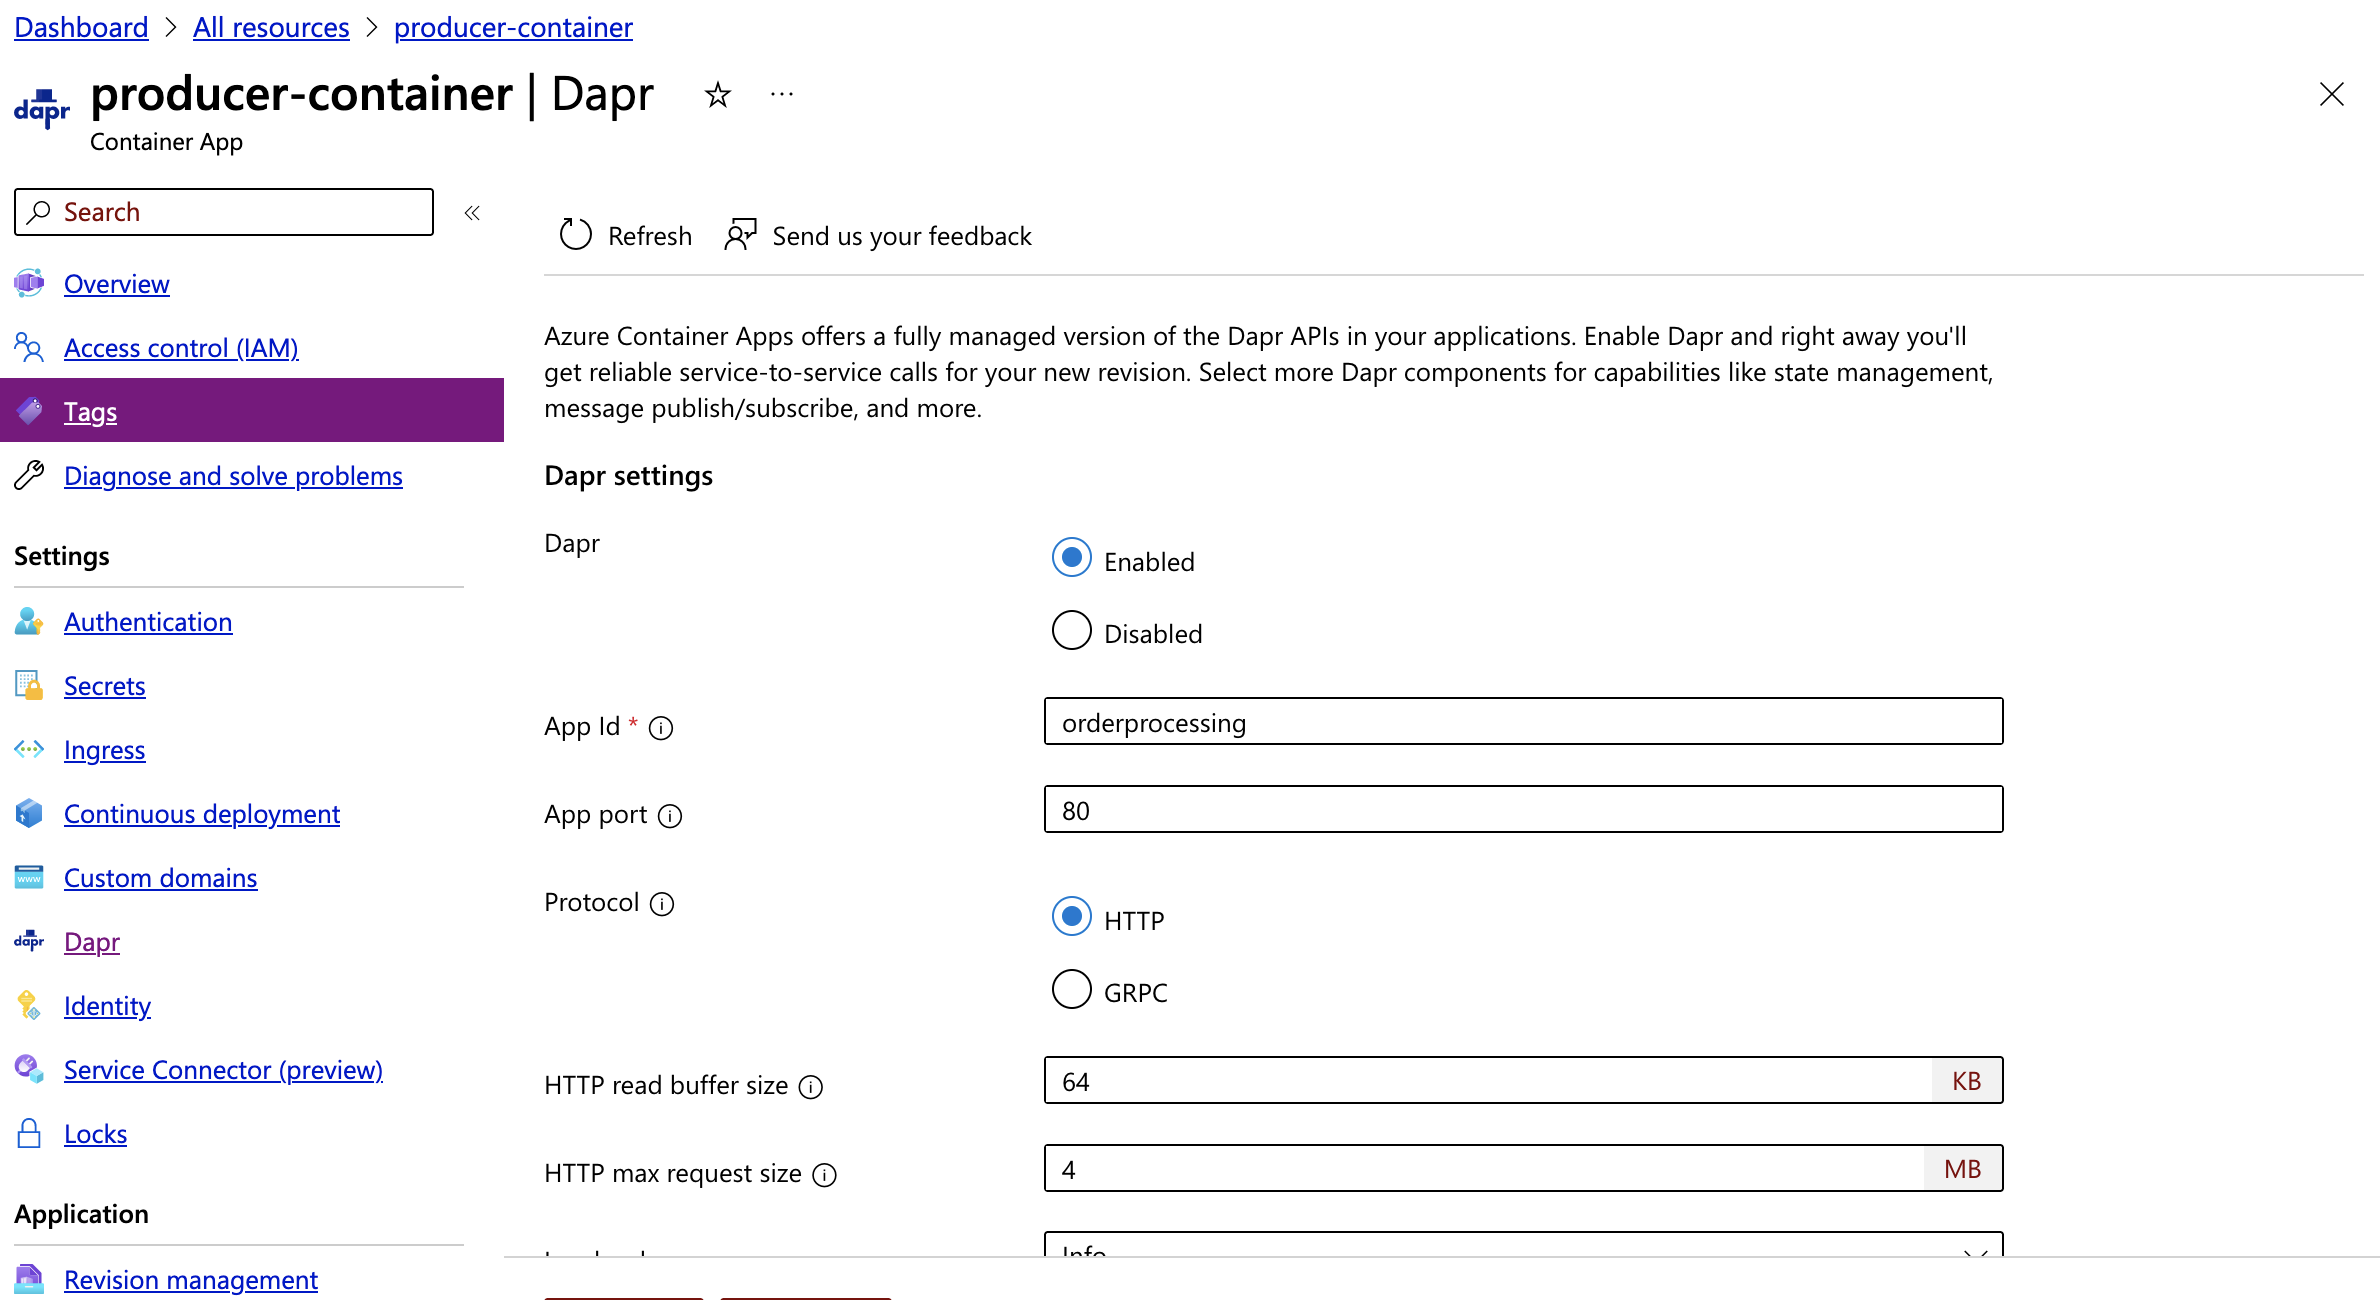 Dashboard > All resources > producer-container
dapr
producer-container | Dapr
Container App
Search
Refresh
Send us your feedback
Overview
Access control (IAM)
Tags
Diagnose and solve problems
Settings
Authentication
Secrets
Ingress
Continuous deployment
www
Custom domains
dapr
Dapr
Identity
Service Connector (preview)
Locks
Application
Revision management
Azure Container Apps offers a fully managed version of the Dapr APIs in your applications. Enable Dapr and right away you'll
get reliable service-to-service calls for your new revision. Select more Dapr components for capabilities like state management,
message publish/subscribe, and more.
Dapr settings
Dapr
Enabled
Disabled
App Id *
orderprocessing
App port
80
Protocol
HTTP
GRPC
HTTP read buffer size
64 KB
HTTP max request size
4 MB
Info